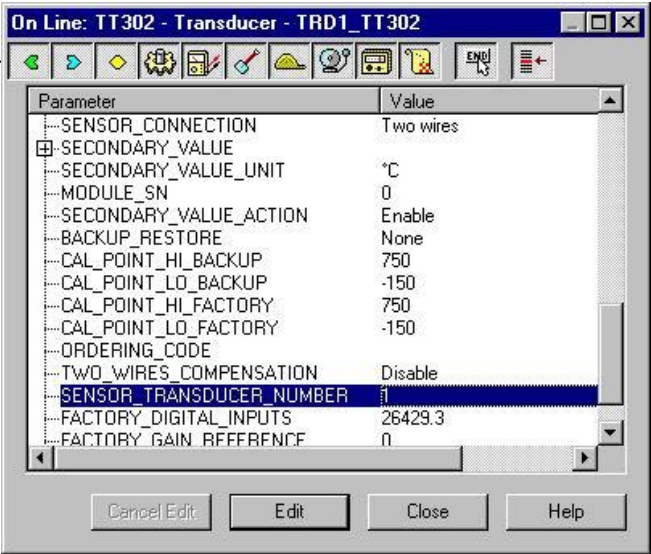 On Line: TT302 - Transducer - TRD1_TT302
END
Parameter Value
SENSOR_CONNECTION Two wires
SECONDARY_VALUE
SECONDARY_VALUE_UNIT °C
MODULE_SN 0
SECONDARY_VALUE_ACTION Enable
BACKUP_RESTORE None
CAL_POINT_HI_BACKUP 750
CAL_POINT_LO_BACKUP -150
CAL_POINT_HI_FACTORY 750
CAL_POINT_LO_FACTORY -150
ORDERING_CODE
TWO_WIRES_COMPENSATION Disable
SENSOR_TRANSDUCER_NUMBER 1
FACTORY_DIGITAL_INPUTS 26429.3
FACTORY_GAIN_REFERENCE 0
Cancel Edit Edit Close Help